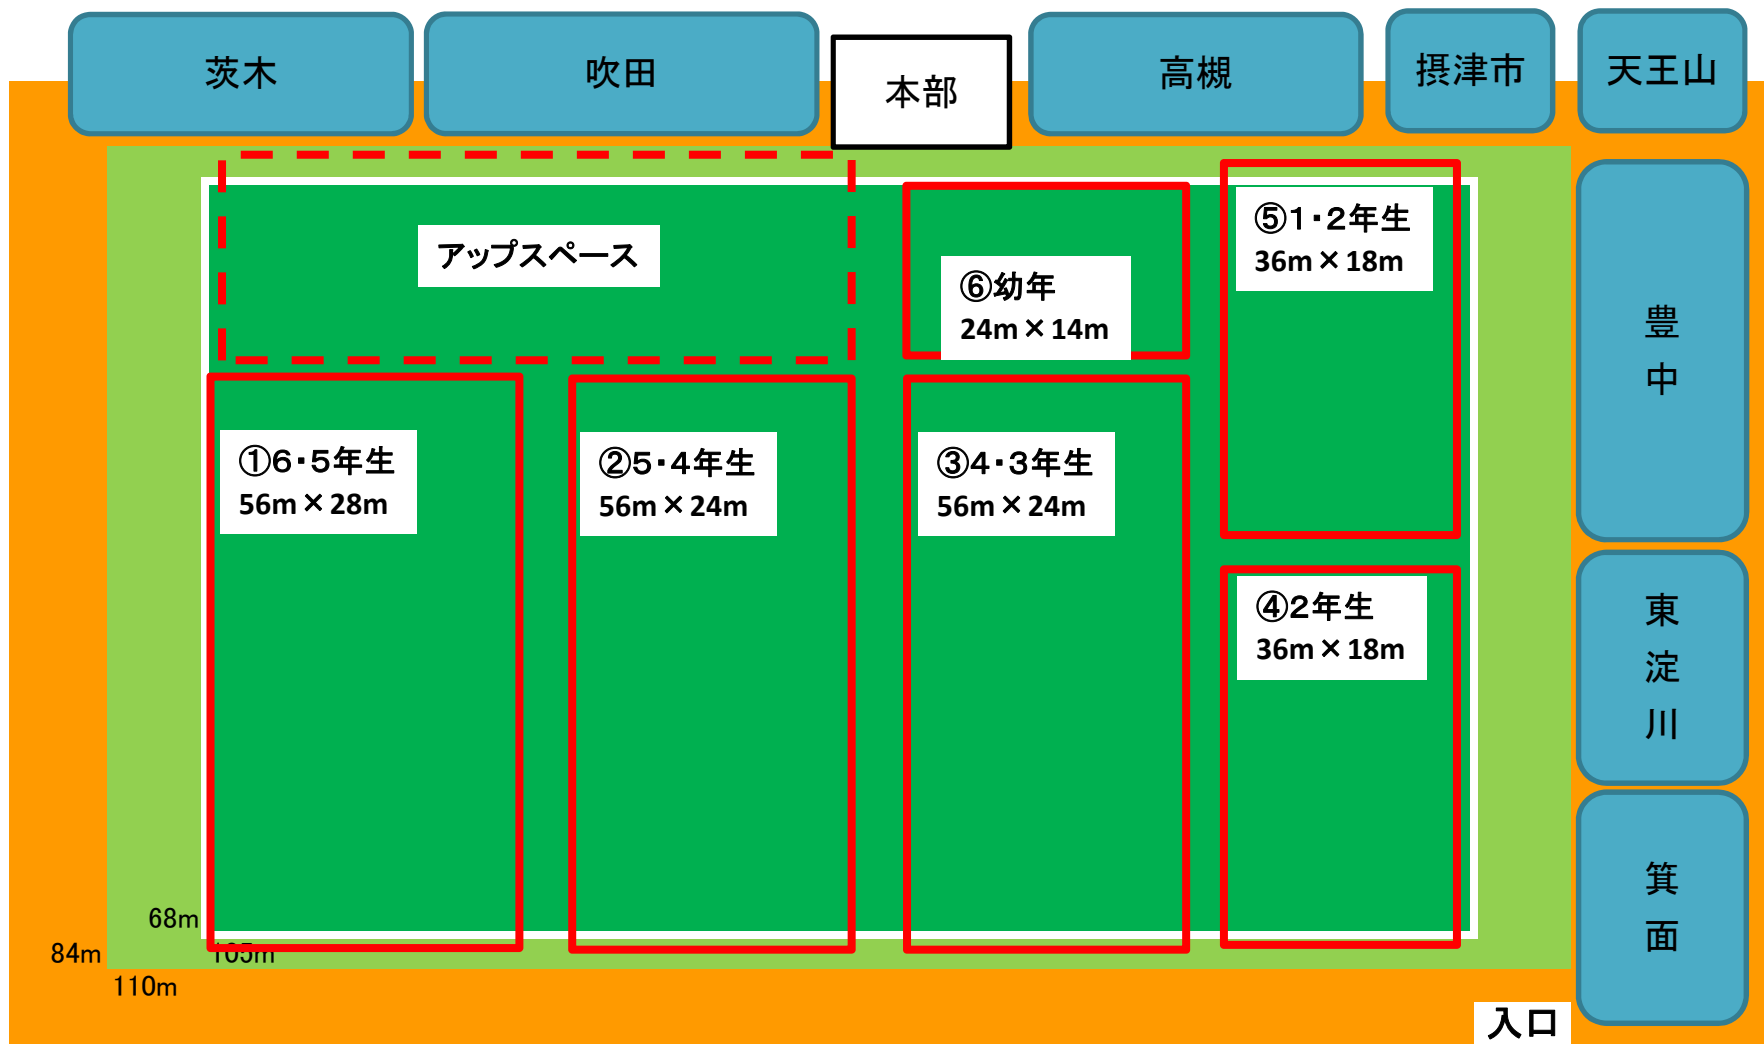 茨木
吹田
本部
高槻
摂津市
天王山
アップスペース
⑥幼年
24m×14m
⑤1・2年生
36m×18m
豊
中
①6・5年生
56m×28m
②5・4年生
56m×24m
③4・3年生
56m×24m
④2年生
36m×18m
東
淀
川
箕
面
68m
84m
105m
110m
入口